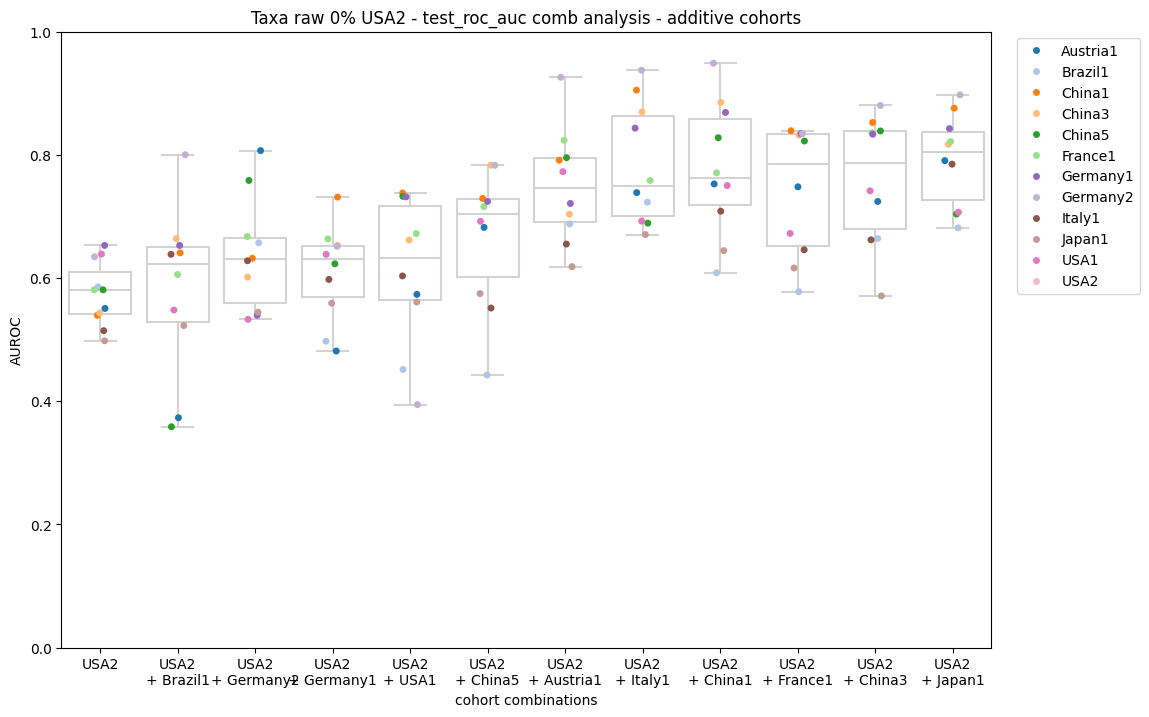 Taxa raw 0% USA2 - test_roc_auc comb analysis - additive cohorts
1.0
0.8
0.6
0.4
0.2
0.0
AUROC
USA2
USA2
+ Brazil1
USA2
+ Germany2
USA2
+ Germany1
USA2
+ USA1
USA2
+ China5
USA2
+ Austria1
USA2
+ Italy1
USA2
+ China1
USA2
+ France1
USA2
+ China3
USA2
+ Japan1
cohort combinations
Austria1
Brazil1
China1
China3
China5
France1
Germany1
Germany2
Italy1
Japan1
USA1
USA2